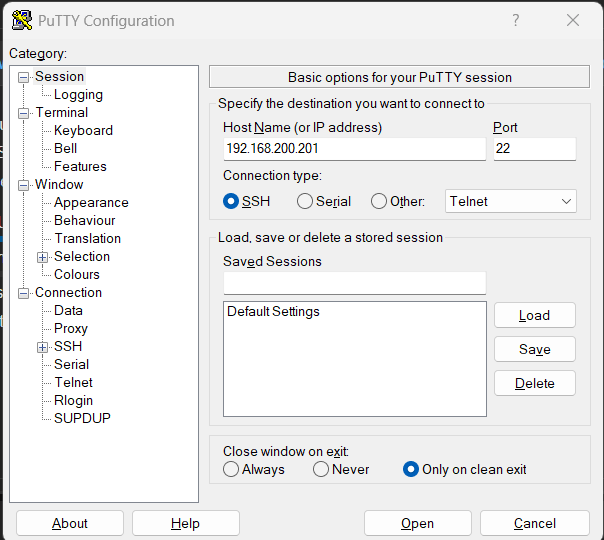 PuTTY Configuration
?
Category:
Session
Logging
Terminal
Keyboard
Bell
Features
Window
Appearance
Behaviour
Translation
Selection
Colours
Connection
Data
Proxy
SSH
Serial
Telnet
Rlogin
SUPDUP
Basic options for your PuTTY session
Specify the destination you want to connect to
Host Name (or IP address) Port
192.168.200.201 22
Connection type:
SSH Serial Other: Telnet
Load, save or delete a stored session
Saved Sessions
Default Settings
Load
Save
Delete
Close window on exit:
Always Never Only on clean exit
About Help Open Cancel